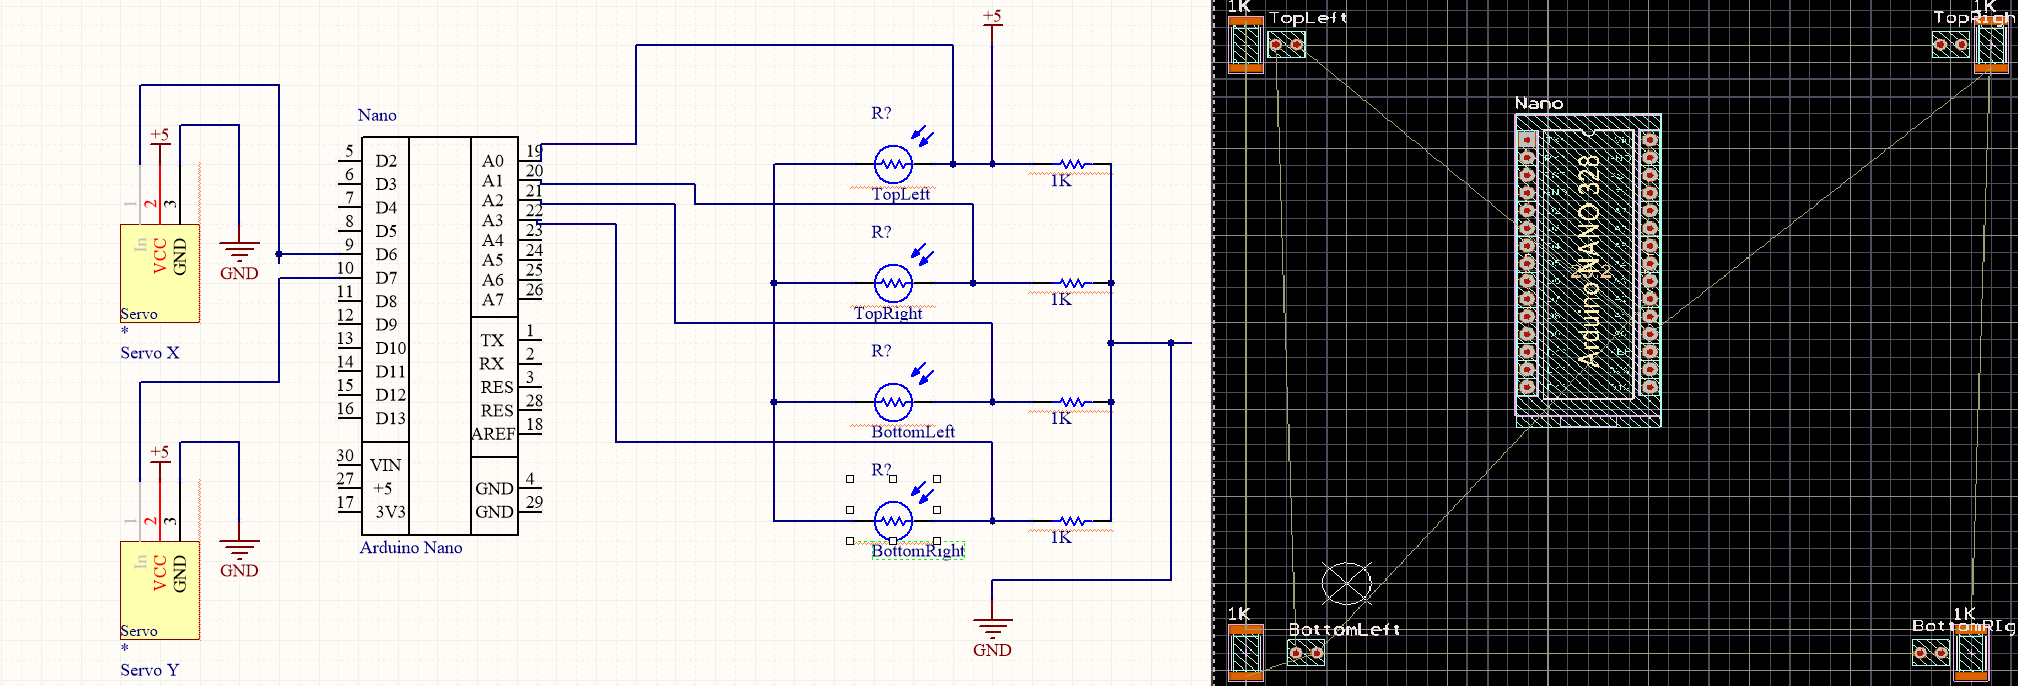 +5
Nano
R?
5 D2 A0 19
6 D3 A1 20
7 D4 A2 21
8 D5 A3 22
9 D6 A4 23
10 D7 A5 24
11 D8 A6 25
12 D9 A7 26
13 D10 TX 1
14 D11 RX 2
15 D12 RES 3
16 D13 RES 28
AREF 18
30 VIN
27 +5 GND 4
17 3V3 GND 29
Arduino Nano
+5
1 2 3
In VCC GND
Servo
*
Servo X
GND
+5
1 2 3
In VCC GND
Servo
*
Servo Y
GND
TopLeft
1K
R?
TopRight
1K
R?
BottomLeft
1K
R?
BottomRight
1K
GND
1K
TopLeft
1K
TopRigh
Nano
Arduino NANO 328
1K
BottomLeft
1K
BottomRIg